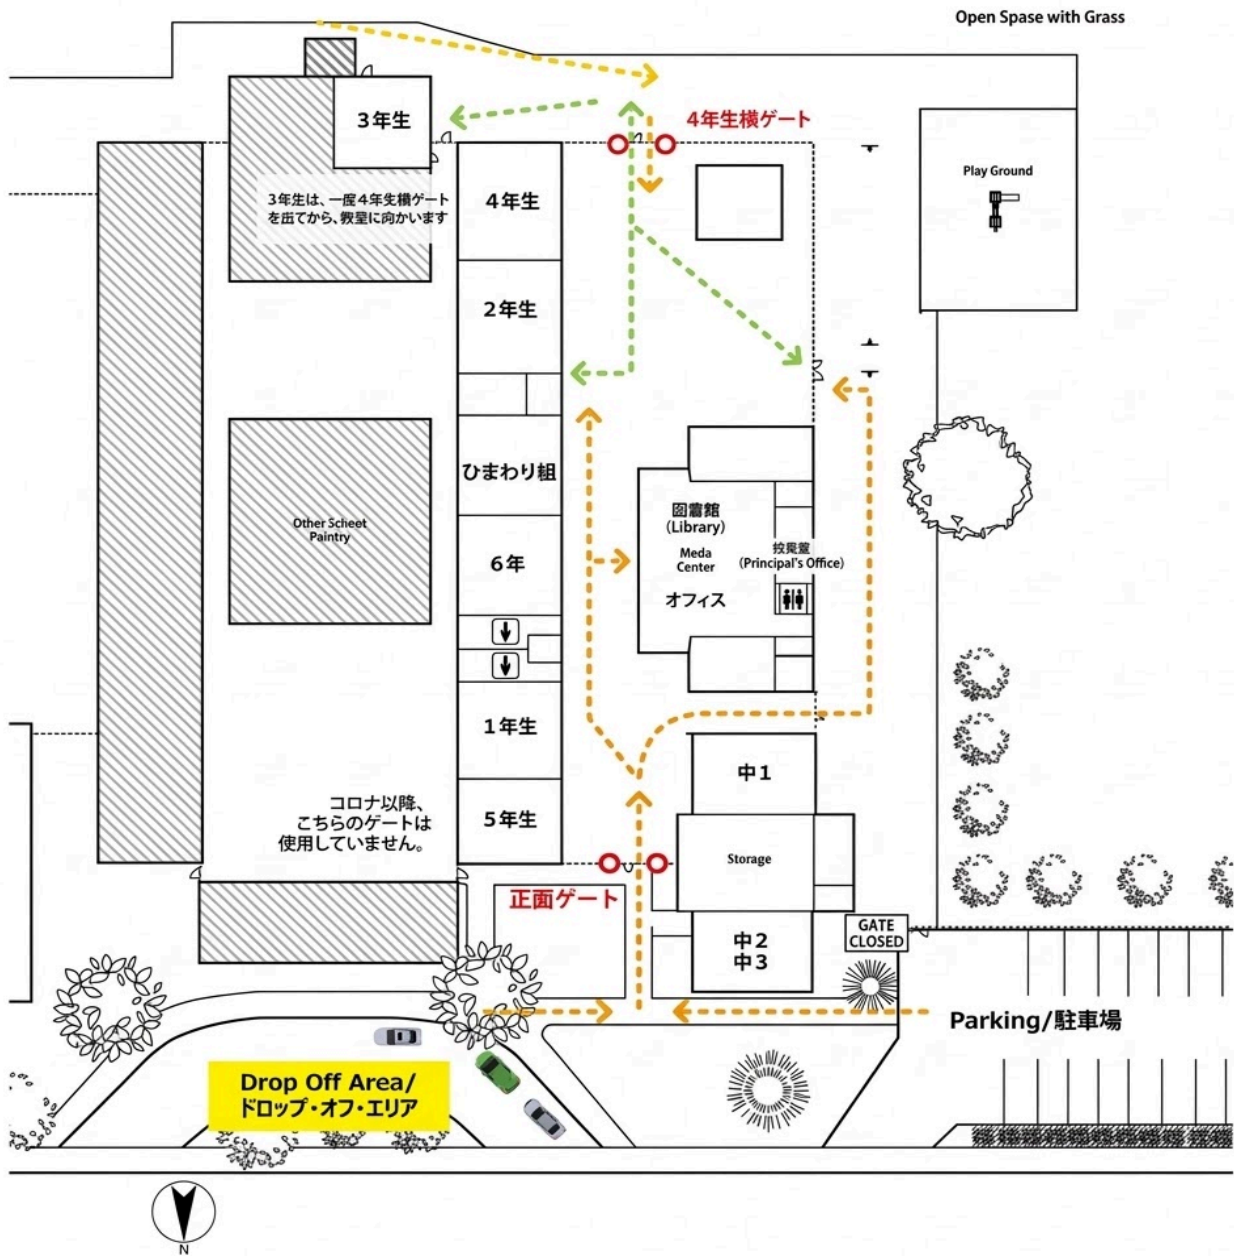 Open Spase with Grass
3年生
4年生横ゲート
Play Ground
3年生は、一度4年生横ゲート
を出てから、教室に向かいます
4年生
2年生
ひまわり組
Other Scheet
Paintry
図書館
(Library)
Meda
Center
(Principal's Office)
オフィス
6年
1年生
中1
コロナ以降、
こちらのゲートは
使用していません。
5年生
Storage
正面ゲート
GATE
CLOSED
中2
中3
Parking/駐車場
Drop Off Area/
ドロップ・オフ・エリア
N